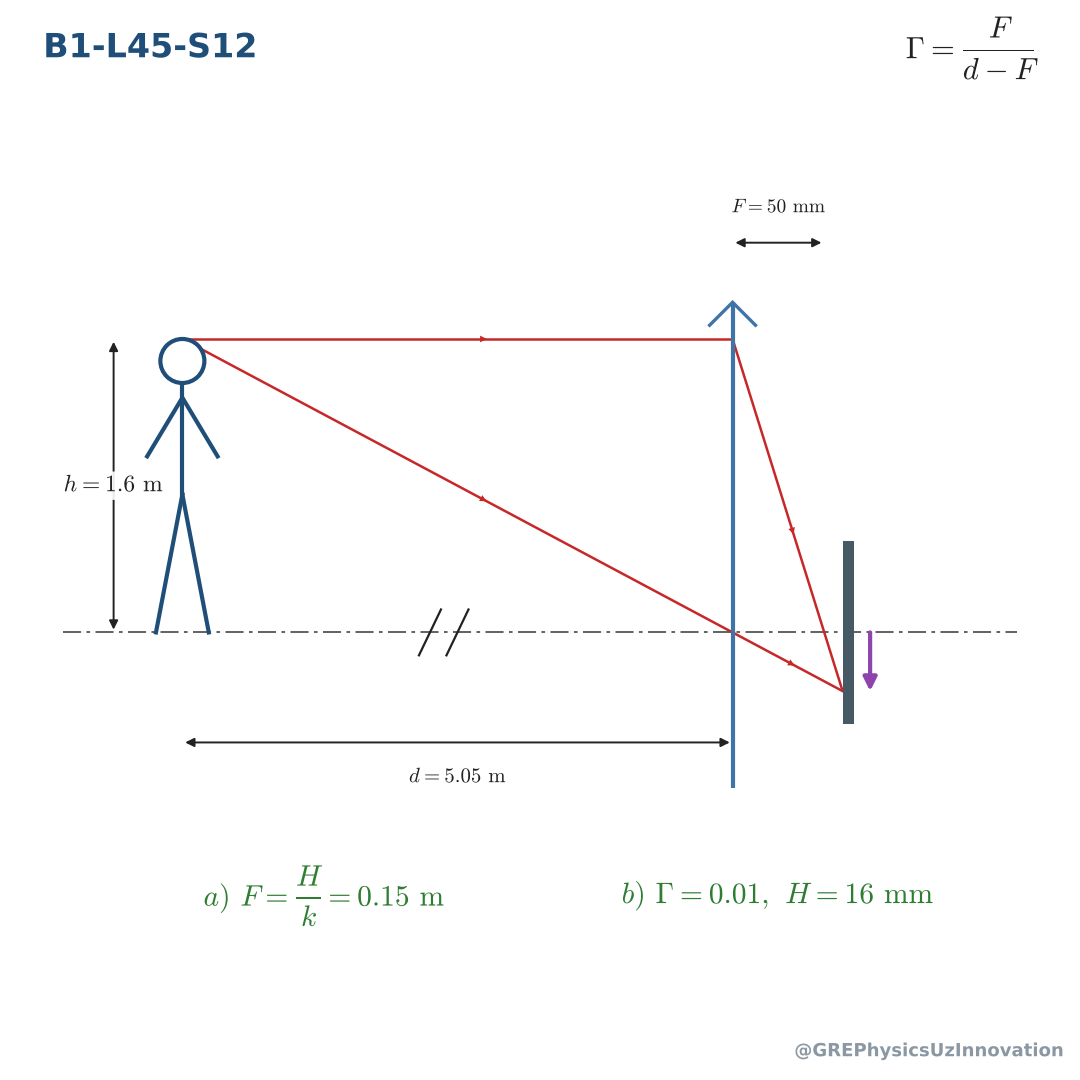 B1-L45-S12
Γ = F / (d − F)
F = 50 mm
h = 1.6 m
d = 5.05 m
a) F = H / k = 0.15 m
b) Γ = 0.01, H = 16 mm
@GREPhysicsUzInnovation